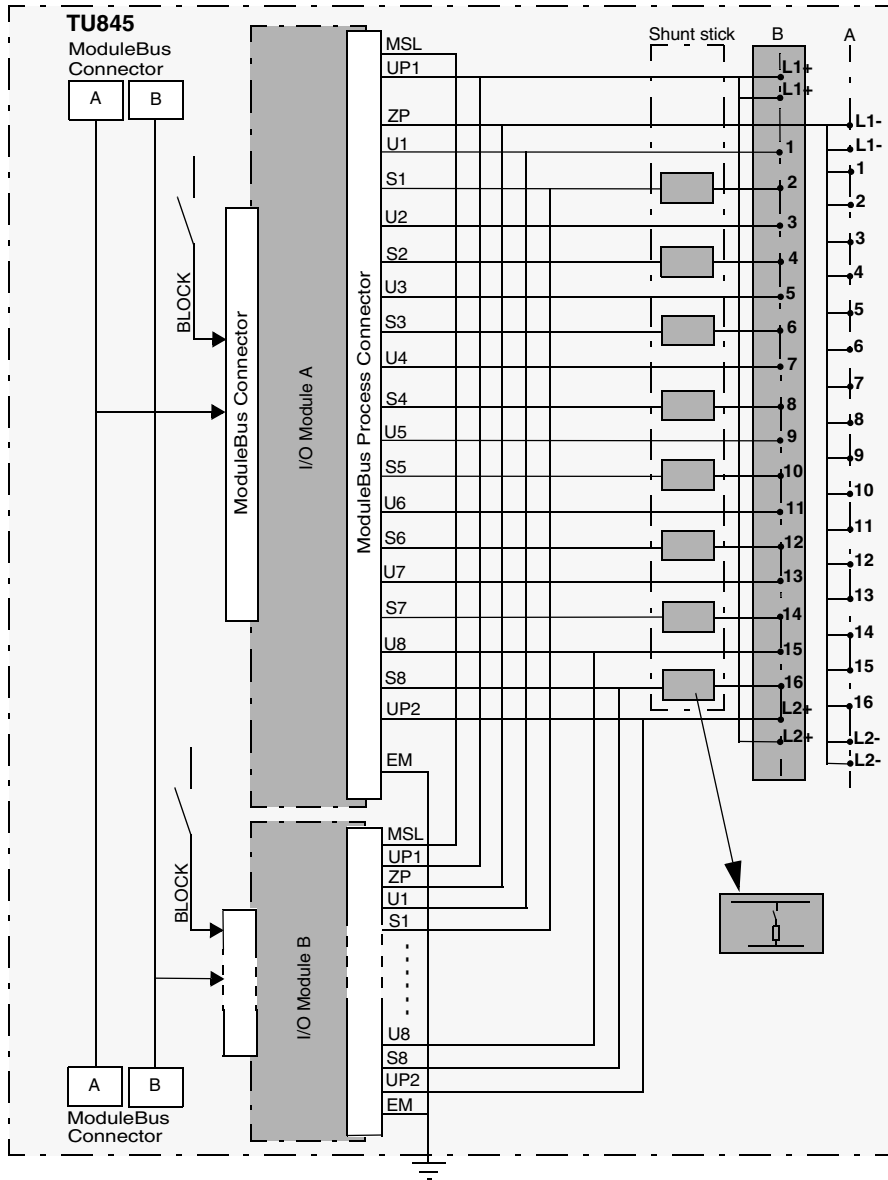 TU845
ModuleBus
Connector
A
B
BLOCK
ModuleBus Connector
I/O Module A
ModuleBus Process Connector
MSL
UP1
ZP
U1
S1
U2
S2
U3
S3
U4
S4
U5
S5
U6
S6
U7
S7
U8
S8
UP2
EM
Shunt stick
B
L1+
L1+
1
2
3
4
5
6
7
8
9
10
11
12
13
14
15
16
L2+
L2+
A
L1-
L1-
1
2
3
4
5
6
7
8
9
10
11
12
13
14
15
16
L2-
L2-
BLOCK
I/O Module B
MSL
UP1
ZP
U1
S1
U8
S8
UP2
EM
A
B
ModuleBus
Connector